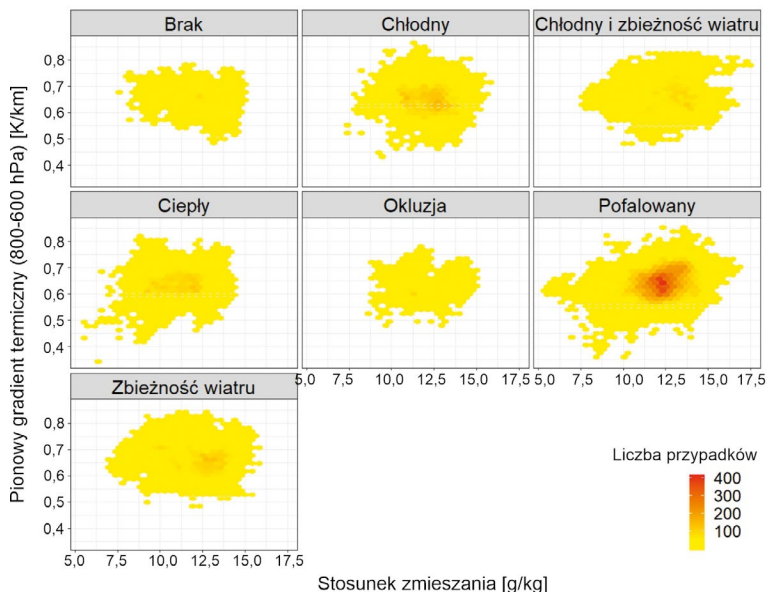 Brak
Chłodny
Chłodny i zbieżność wiatru
0,8
0,7
0,6
0,5
0,4
Ciepły
Okluzja
Pofalowany
0,8
0,7
0,6
0,5
0,4
5,0 7,5 10,0 12,5 15,0 17,5
5,0 7,5 10,0 12,5 15,0 17,5
Zbieżność wiatru
0,8
0,7
0,6
0,5
0,4
5,0 7,5 10,0 12,5 15,0 17,5
Pionowy gradient termiczny (800-600 hPa) [K/km]
Stosunek zmieszania [g/kg]
Liczba przypadków
400
300
200
100